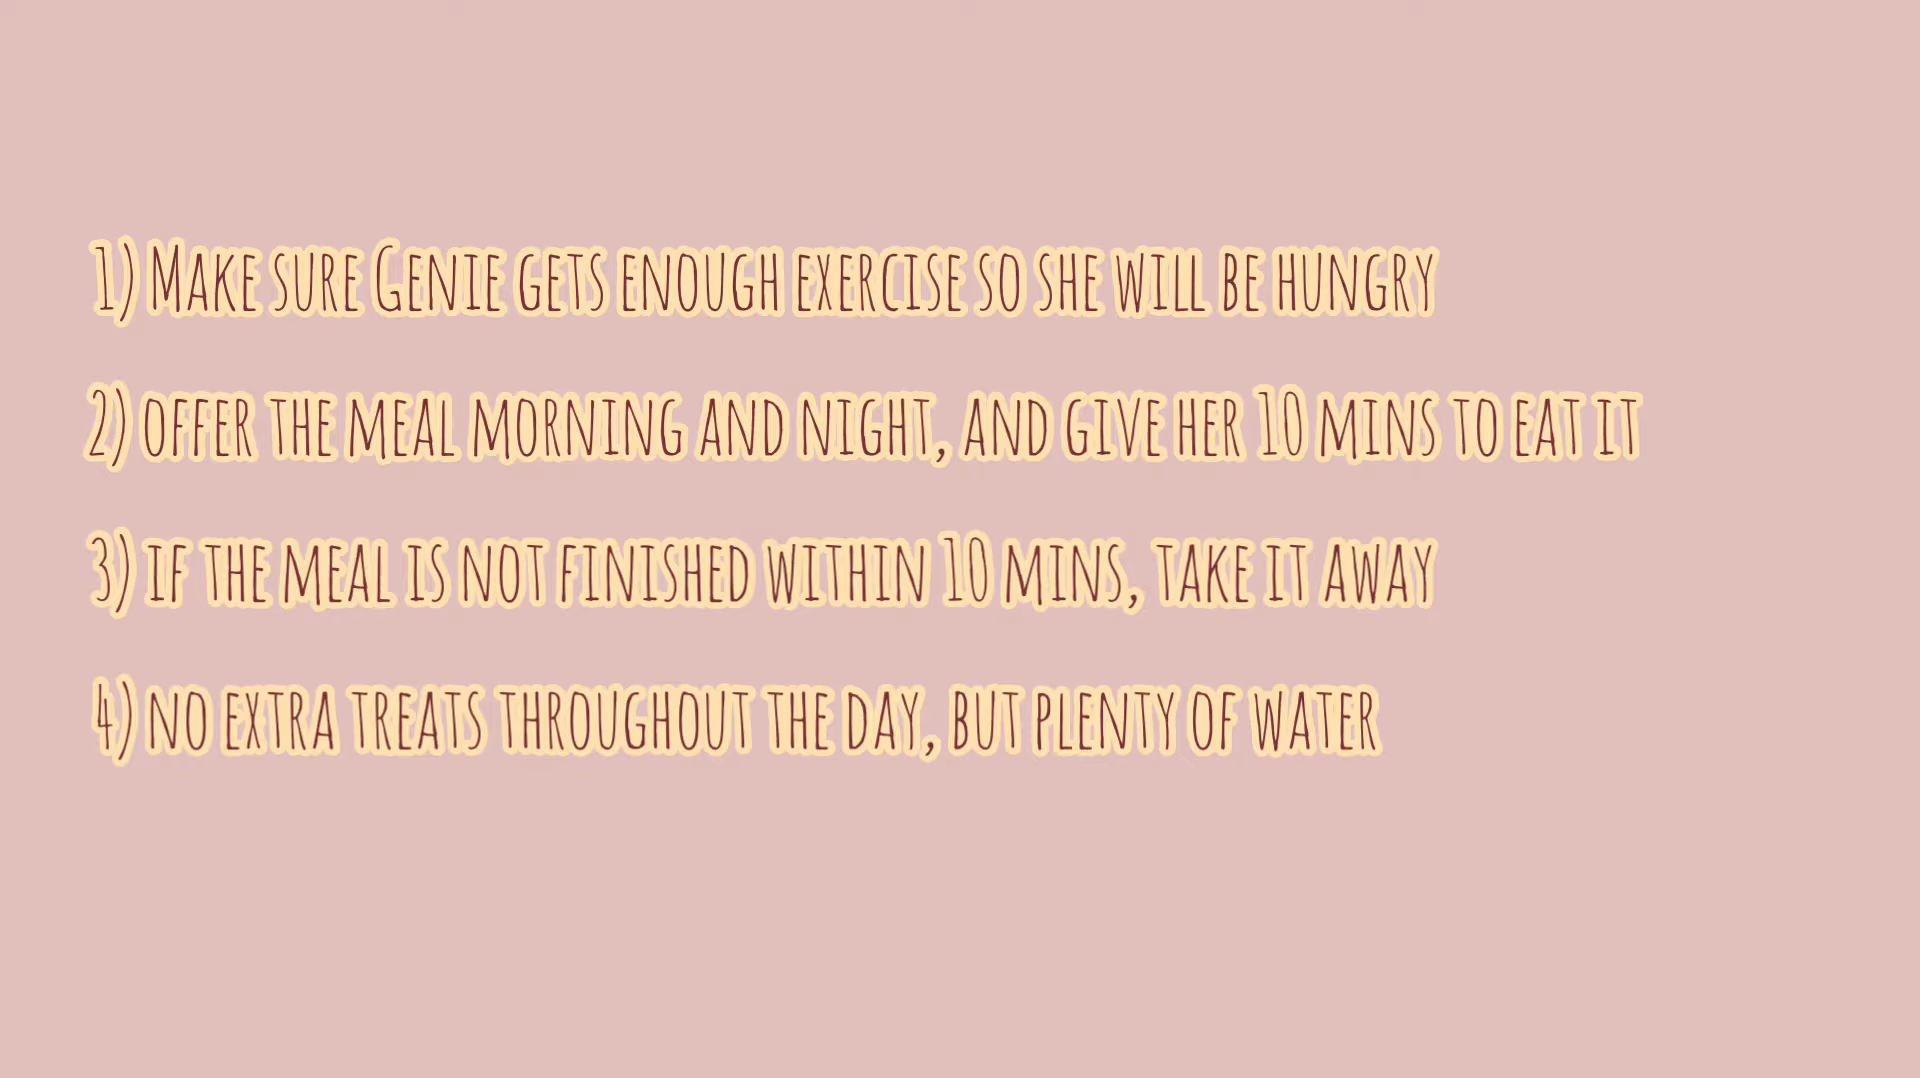 1) Make sure Genie gets enough exercise so she will be hungry
2) offer the meal morning and night, and give her 10 mins to eat it
3) if the meal is not finished within 10 mins, take it away
4) no extra treats throughout the day, but plenty of water